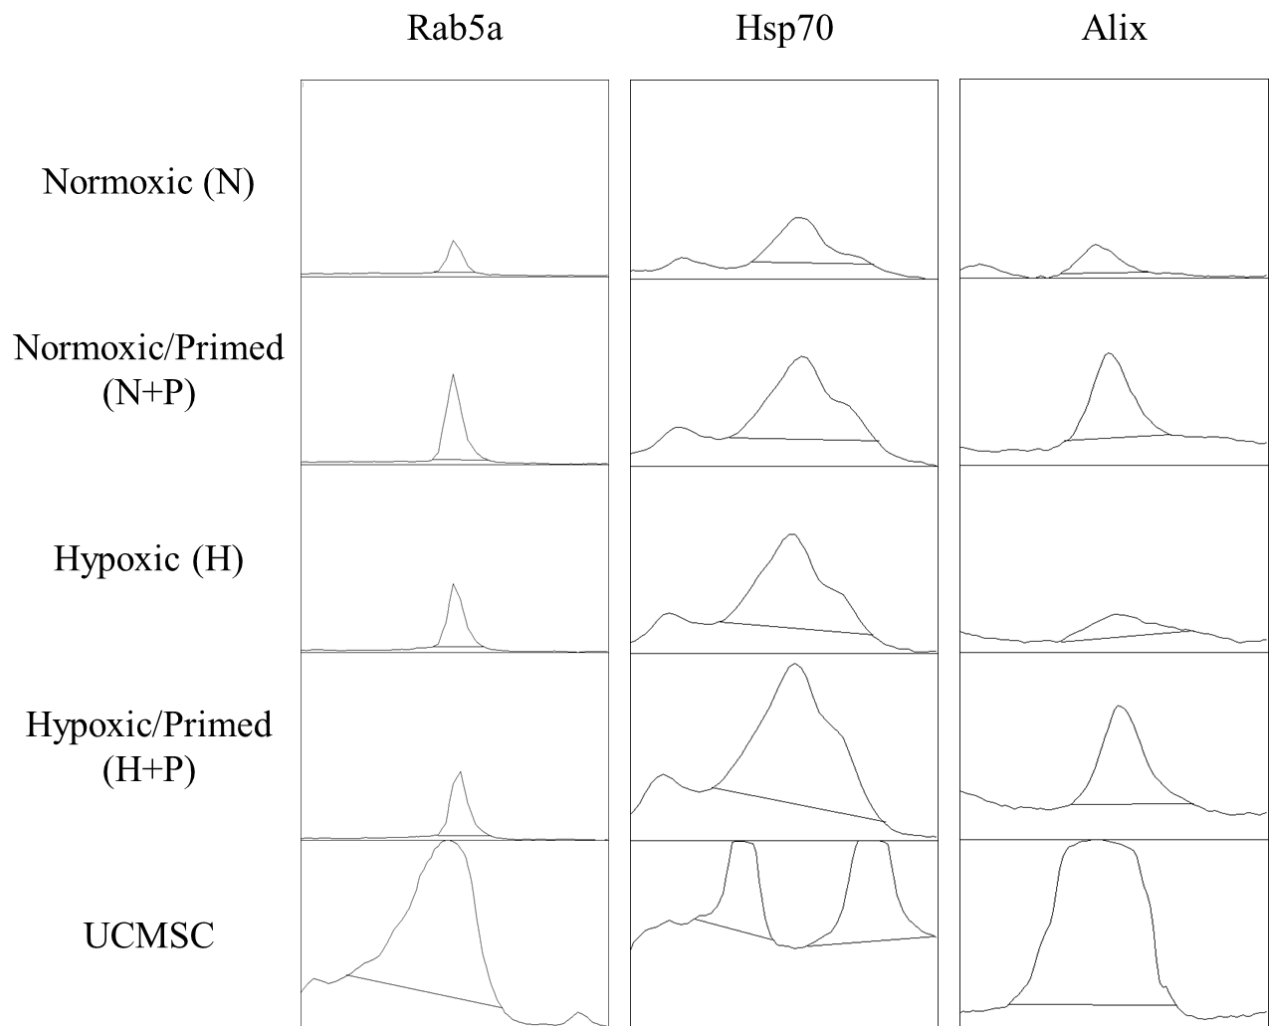 Rab5a Hsp70 Alix
Normoxic (N)
Normoxic/Primed
(N+P)
Hypoxic (H)
Hypoxic/Primed
(H+P)
UCMSC